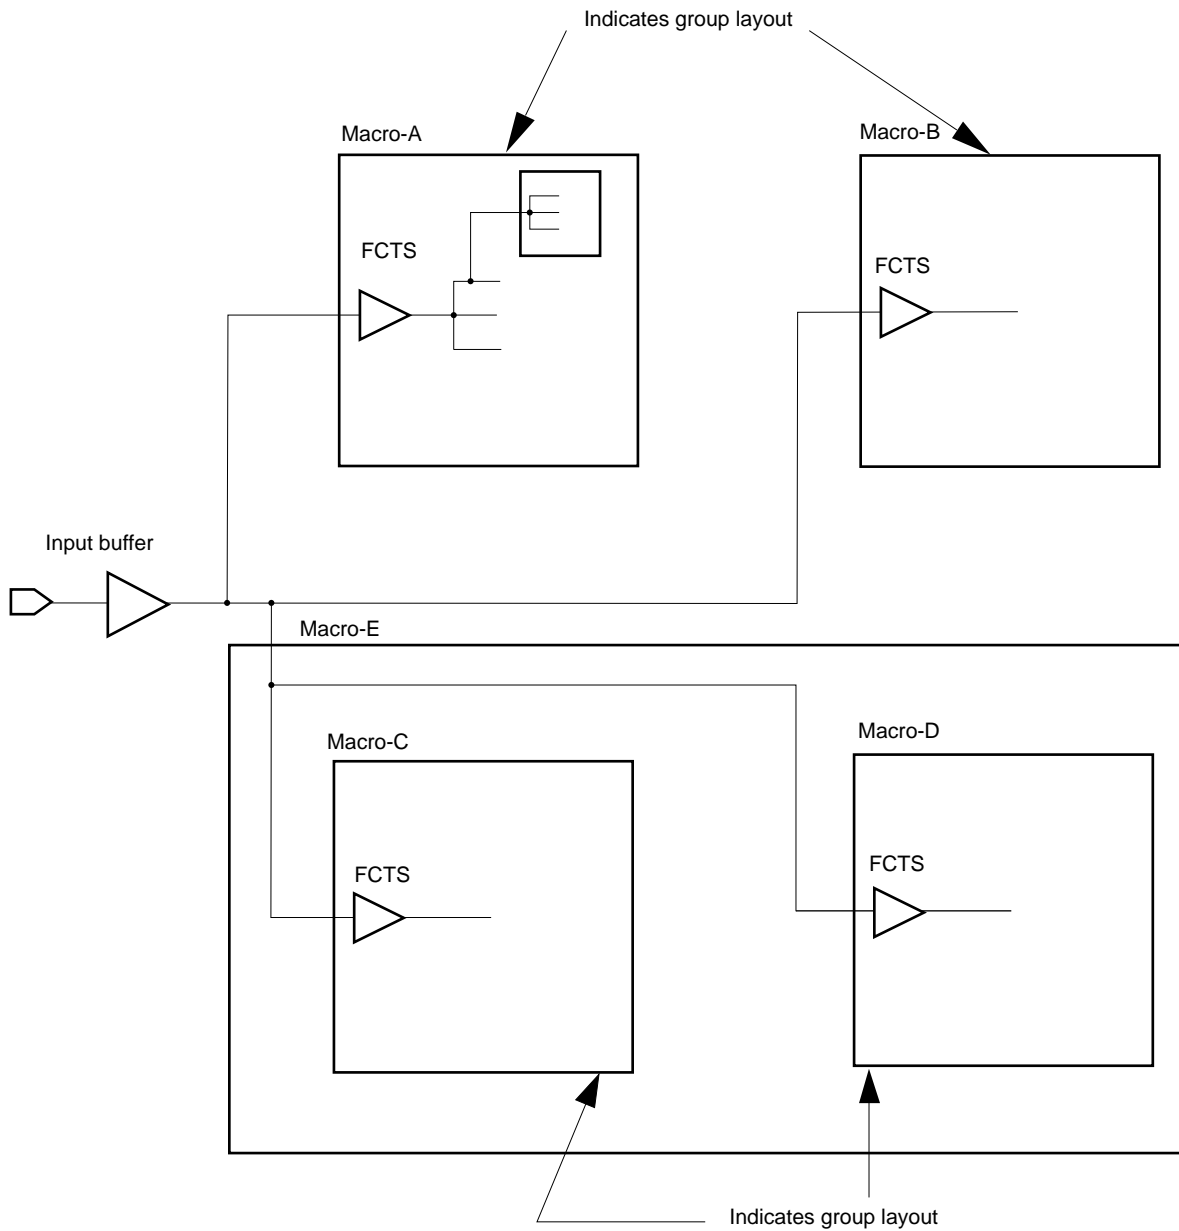 Indicates group layout
Macro-A
Macro-B
FCTS
FCTS
Input buffer
Macro-E
Macro-C
Macro-D
FCTS
FCTS
Indicates group layout